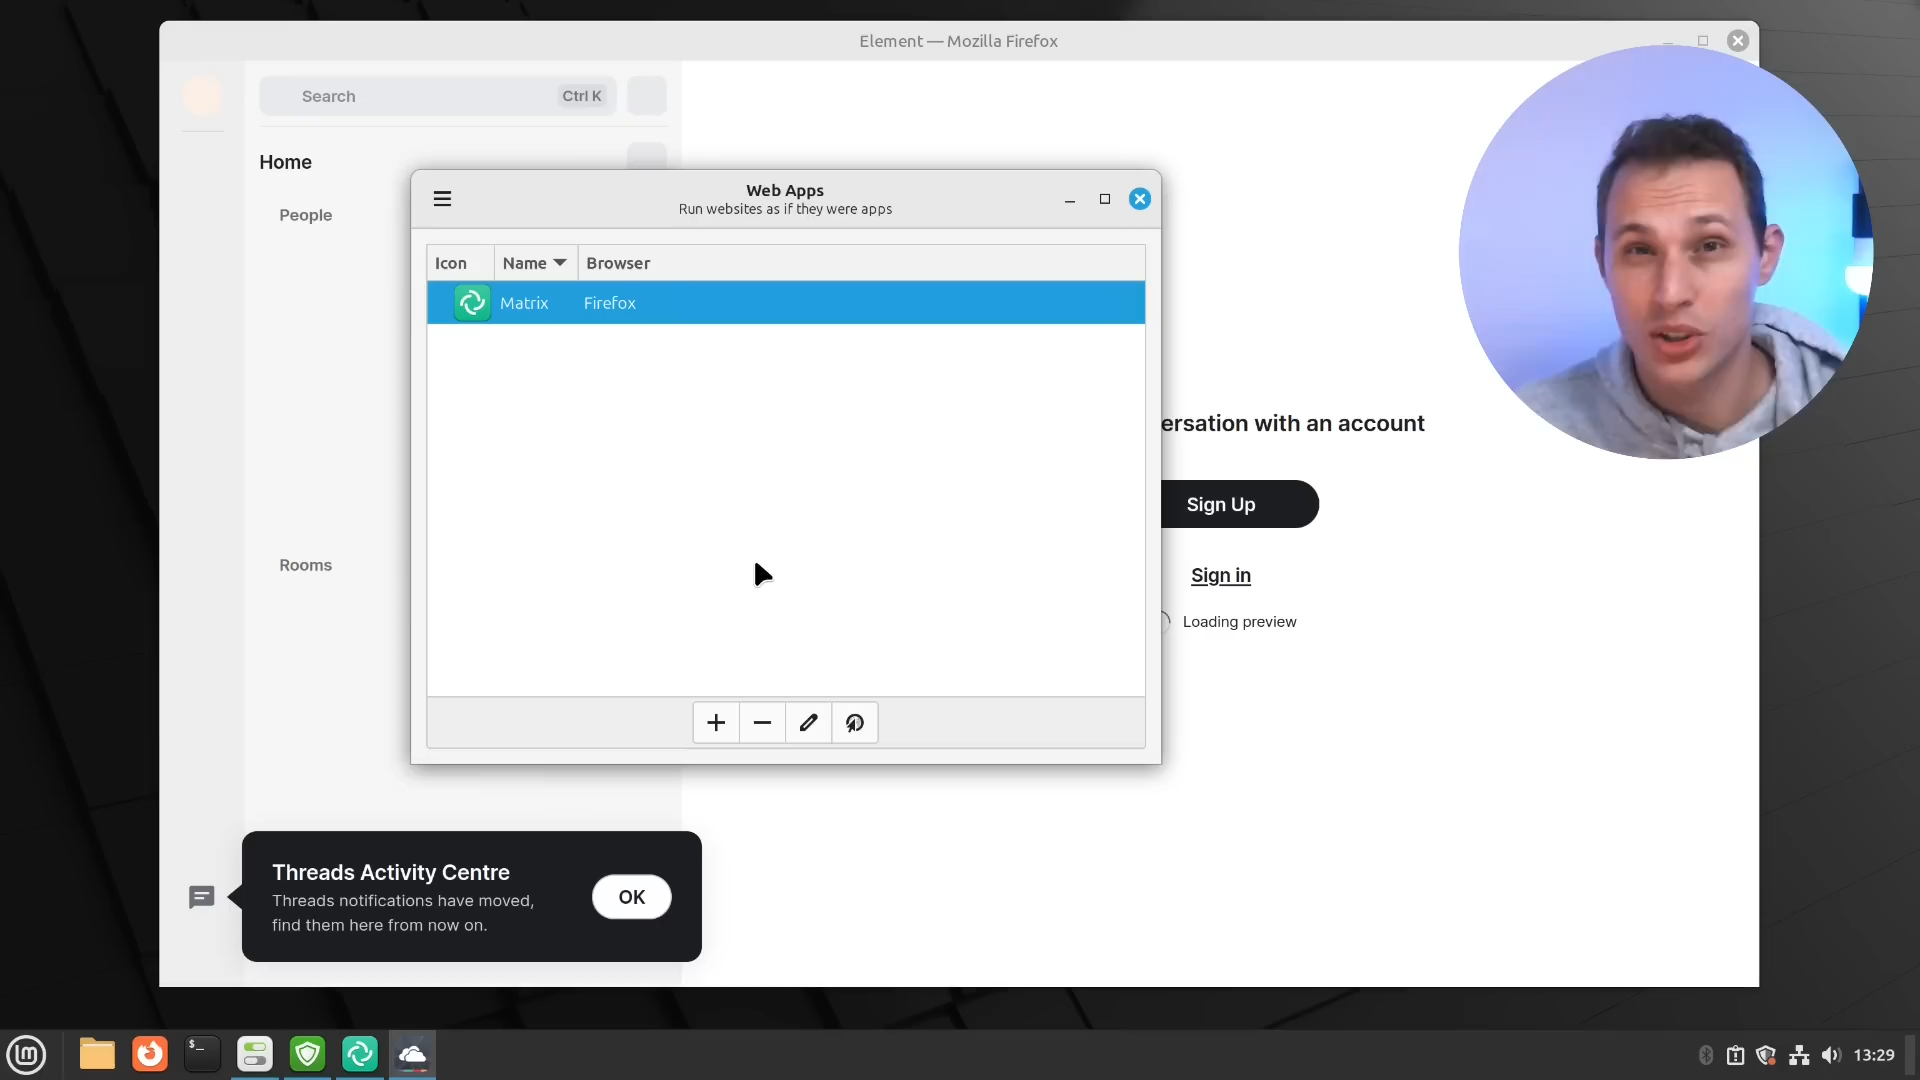 Element — Mozilla Firefox
Search
Ctrl K
Home
People
Rooms
Web Apps
Run websites as if they were apps
Icon
Name
Browser
Matrix
Firefox
ersation with an account
Sign Up
Sign in
Loading preview
Threads Activity Centre
Threads notifications have moved,
find them here from now on.
OK
$_
lm
13:29